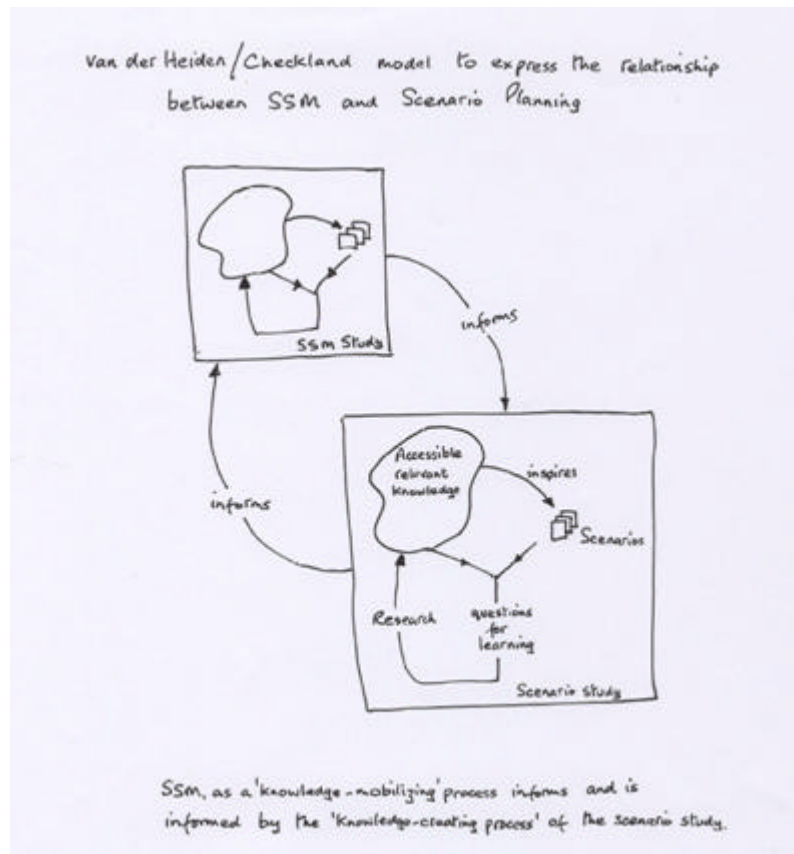 van der Heiden/Checkland model to express the relationship
between SSM and Scenario Planning
SSM Study
informs
Accessible
relevant
knowledge
inspires
Scenarios
informs
Research
questions
for
learning
Scenario study
SSM, as a 'knowledge-mobilizing' process informs and is
informed by the 'knowledge-creating process' of the scenario study.